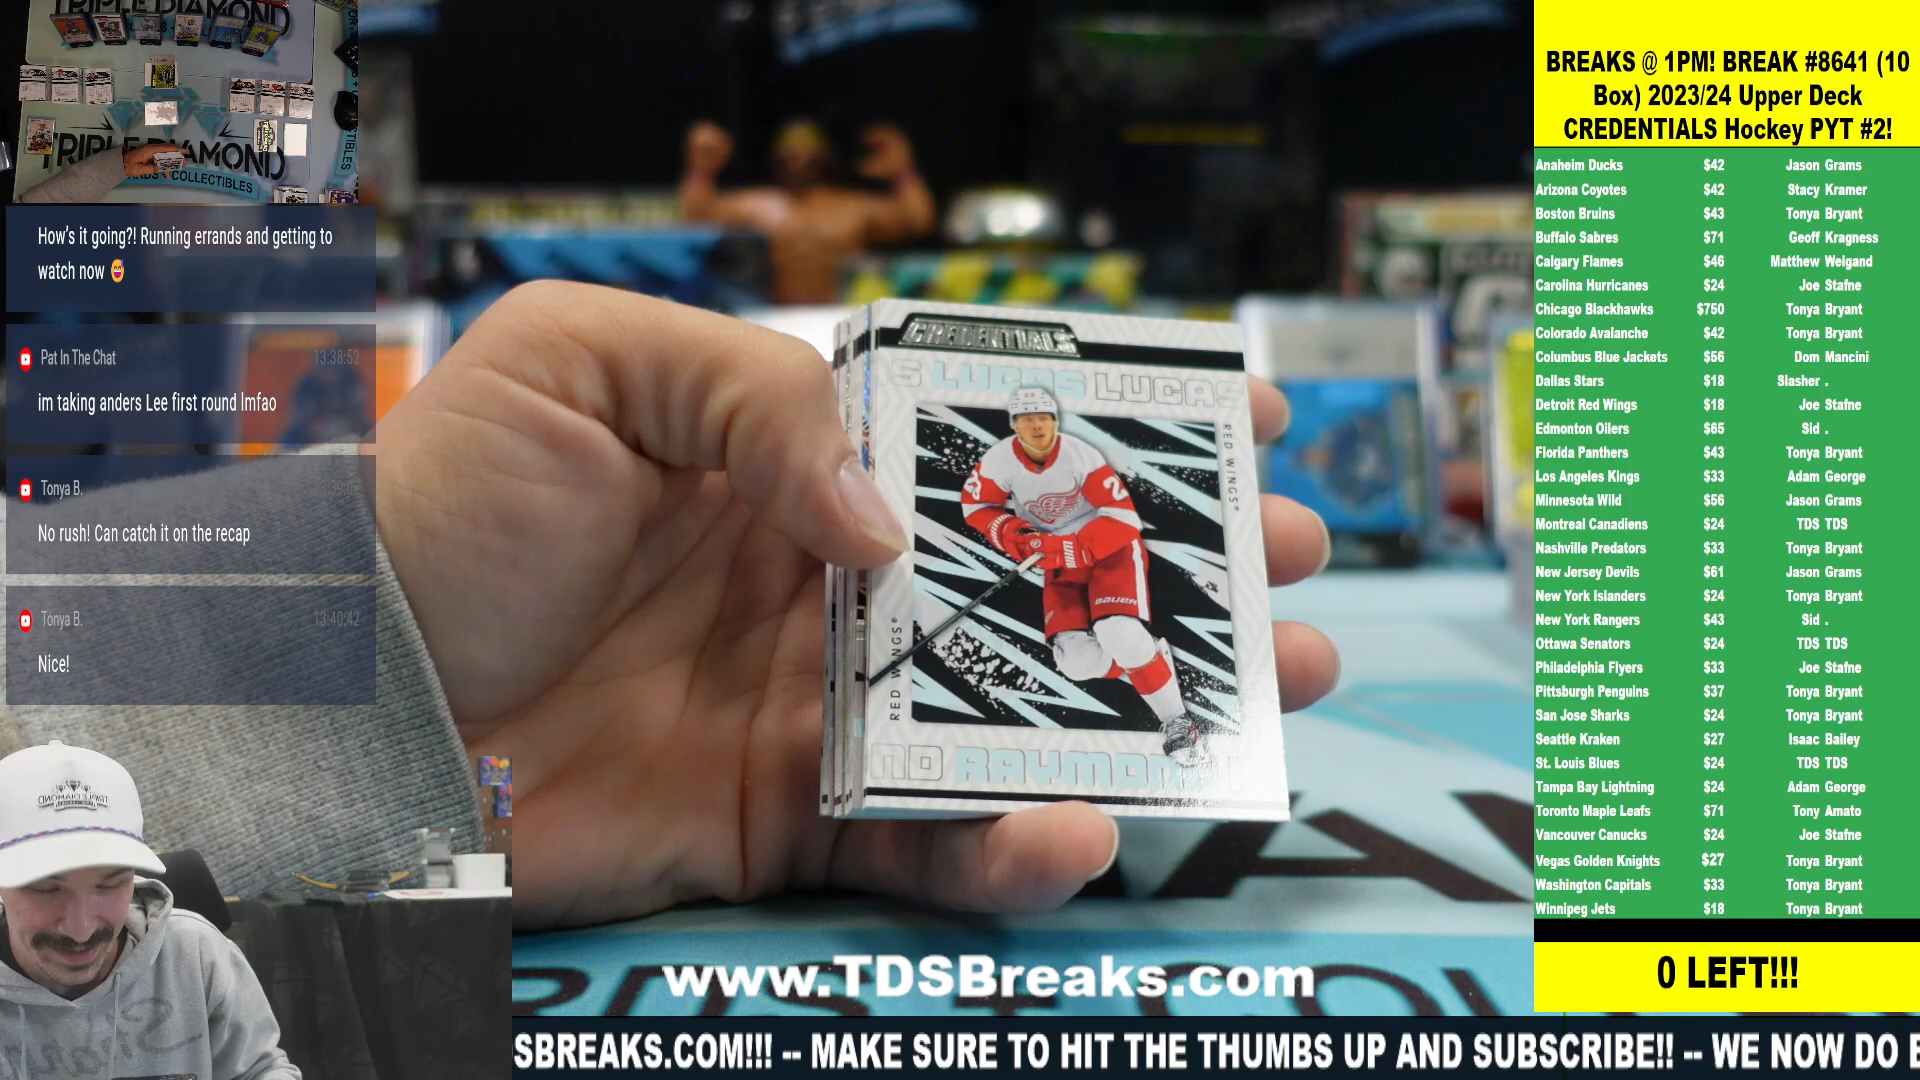 TRIPLE DIAMOND
TRIPLE DIAMOND
CARDS & COLLECTIBLES
How's it going?! Running errands and getting to
watch now 😅
Pat In The Chat 13:38:52
im taking anders Lee first round lmfao
Tonya B.
No rush! Can catch it on the recap
Tonya B. 13:40:42
Nice!
CREDENTIALS
LUCAS LUCAS
RED WINGS
23
BAUER
RED WINGS
RAYMOND
www.TDSBreaks.com
SBREAKS.COM!!! -- MAKE SURE TO HIT THE THUMBS UP AND SUBSCRIBE!! -- WE NOW DO
BREAKS @ 1PM! BREAK #8641 (10
Box) 2023/24 Upper Deck
CREDENTIALS Hockey PYT #2!
Anaheim Ducks $42 Jason Grams
Arizona Coyotes $42 Stacy Kramer
Boston Bruins $43 Tonya Bryant
Buffalo Sabres $71 Geoff Kragness
Calgary Flames $46 Matthew Weigand
Carolina Hurricanes $24 Joe Stafne
Chicago Blackhawks $750 Tonya Bryant
Colorado Avalanche $42 Tonya Bryant
Columbus Blue Jackets $56 Dom Mancini
Dallas Stars $18 Slasher .
Detroit Red Wings $18 Joe Stafne
Edmonton Oilers $65 Sid .
Florida Panthers $43 Tonya Bryant
Los Angeles Kings $33 Adam George
Minnesota Wild $56 Jason Grams
Montreal Canadiens $24 TDS TDS
Nashville Predators $33 Tonya Bryant
New Jersey Devils $61 Jason Grams
New York Islanders $24 Tonya Bryant
New York Rangers $43 Sid .
Ottawa Senators $24 TDS TDS
Philadelphia Flyers $33 Joe Stafne
Pittsburgh Penguins $37 Tonya Bryant
San Jose Sharks $24 Tonya Bryant
Seattle Kraken $27 Isaac Bailey
St. Louis Blues $24 TDS TDS
Tampa Bay Lightning $24 Adam George
Toronto Maple Leafs $71 Tony Amato
Vancouver Canucks $24 Joe Stafne
Vegas Golden Knights $27 Tonya Bryant
Washington Capitals $33 Tonya Bryant
Winnipeg Jets $18 Tonya Bryant
0 LEFT!!!